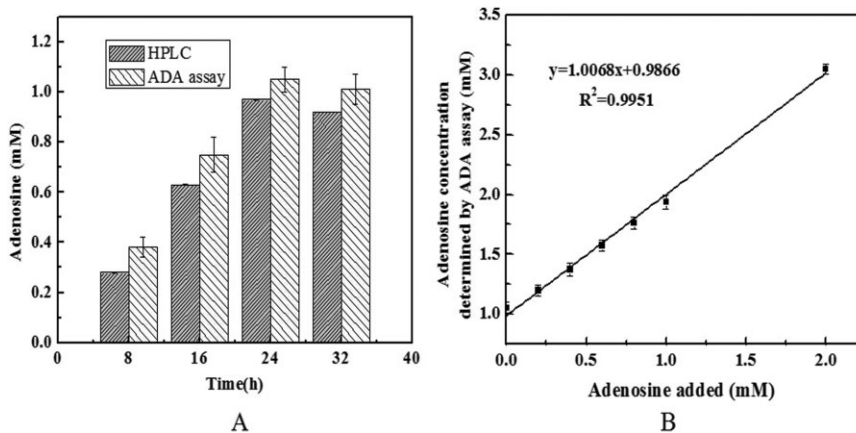 1.2
1.0
0.8
0.6
0.4
0.2
0.0
Adenosine (mM)
HPLC
ADA assay
0 8 16 24 32 40
Time(h)
A
3.5
3.0
2.5
2.0
1.5
1.0
Adenosine concentration
determined by ADA assay (mM)
y=1.0068x+0.9866
R²=0.9951
0.0 0.5 1.0 1.5 2.0
Adenosine added (mM)
B